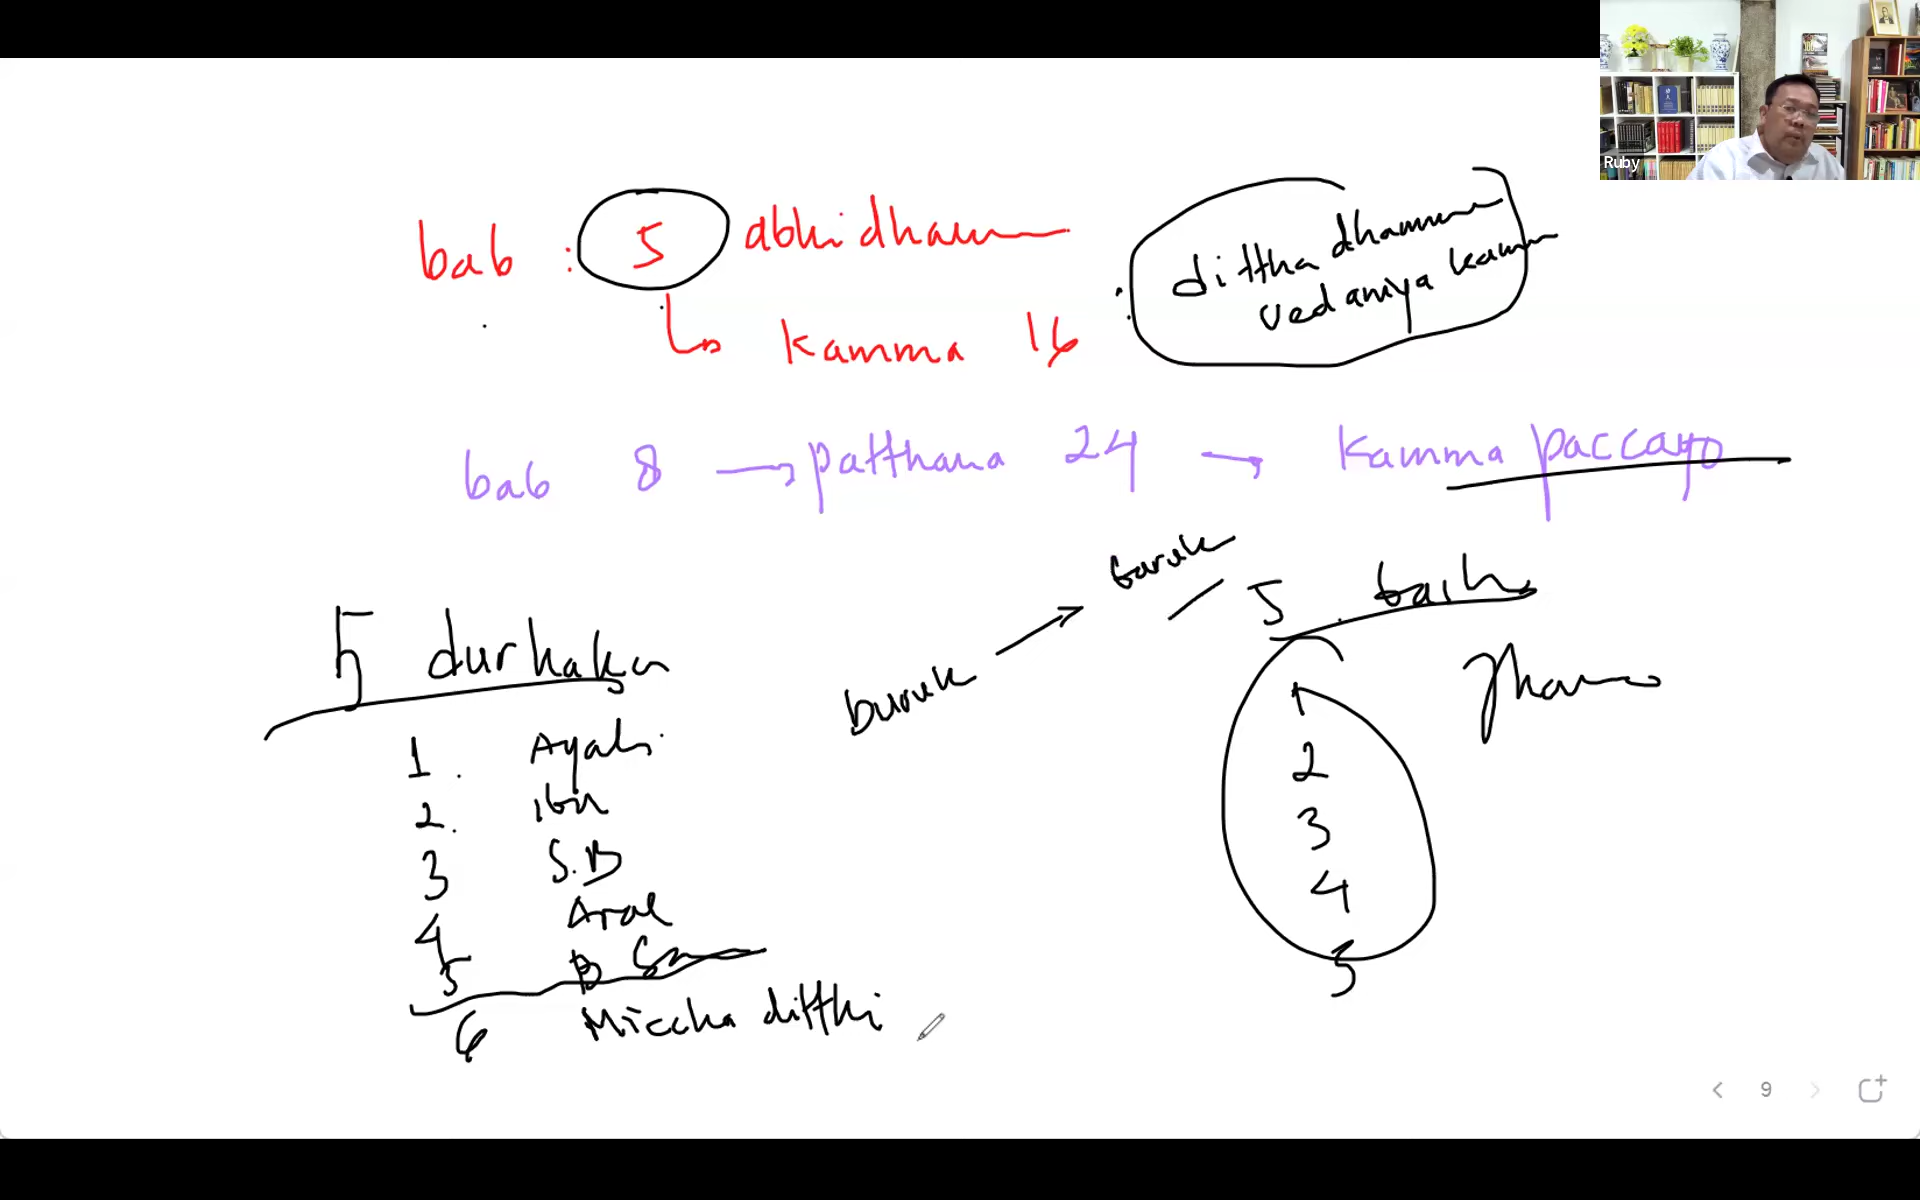 Ruby
bab : 5 abhidhamma
ditthadhamma
vedaniya kamma
↳ kamma 16 :
bab 8 → patthana 24 → kamma paccayo
buruk → garuk / 5 baik
5 durhaka
Jhana
1. Ayah
2. ibu
3 S.B
4 Arah
5 B
6 Miccha ditthi
1
2
3
4
5
9